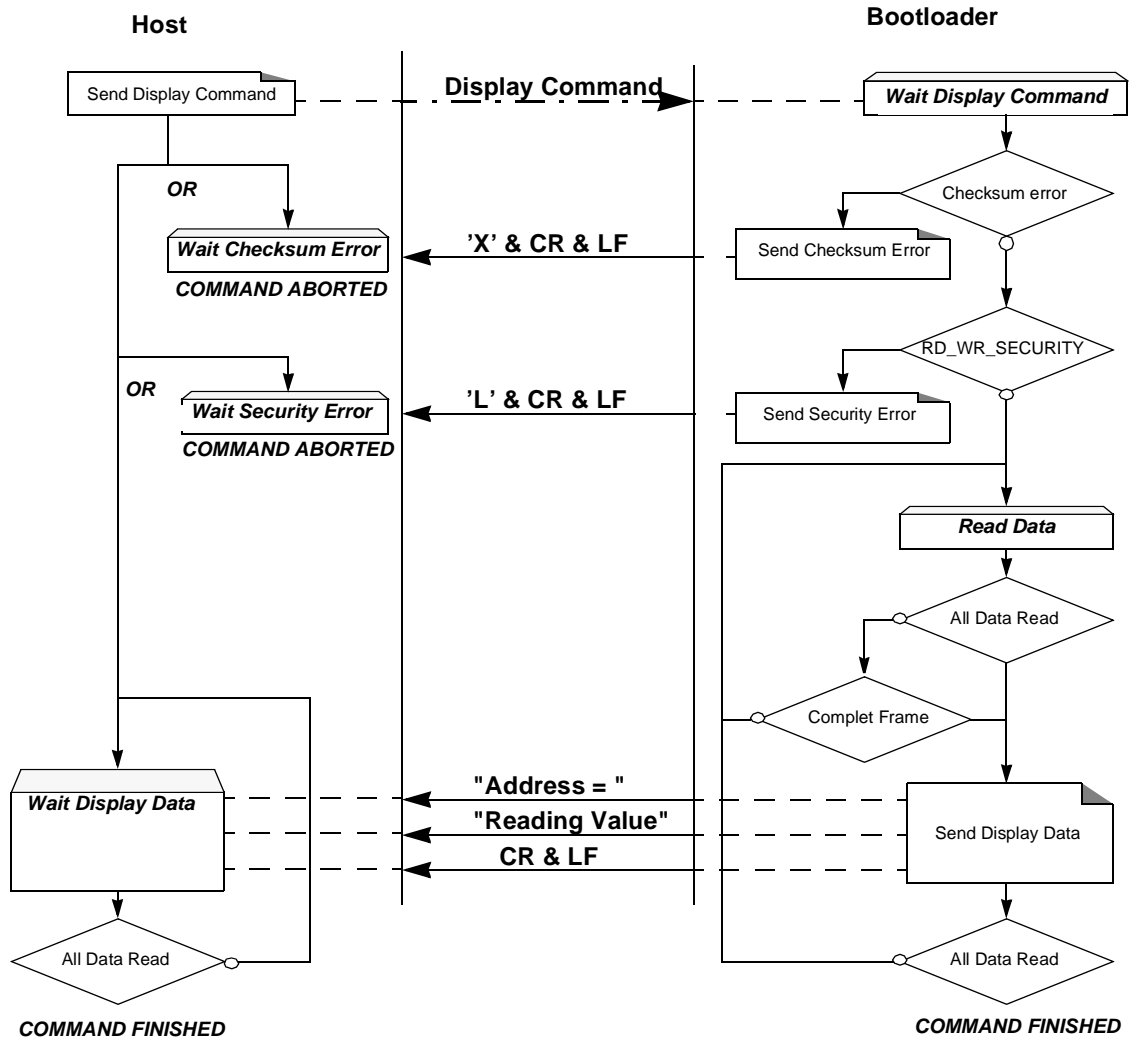 Host
Bootloader
Send Display Command
Display Command
Wait Display Command
OR
Checksum error
Wait Checksum Error
'X' & CR & LF
Send Checksum Error
COMMAND ABORTED
RD_WR_SECURITY
OR
Wait Security Error
'L' & CR & LF
Send Security Error
COMMAND ABORTED
Read Data
All Data Read
Complet Frame
Wait Display Data
"Address = "
"Reading Value"
CR & LF
Send Display Data
All Data Read
All Data Read
COMMAND FINISHED
COMMAND FINISHED